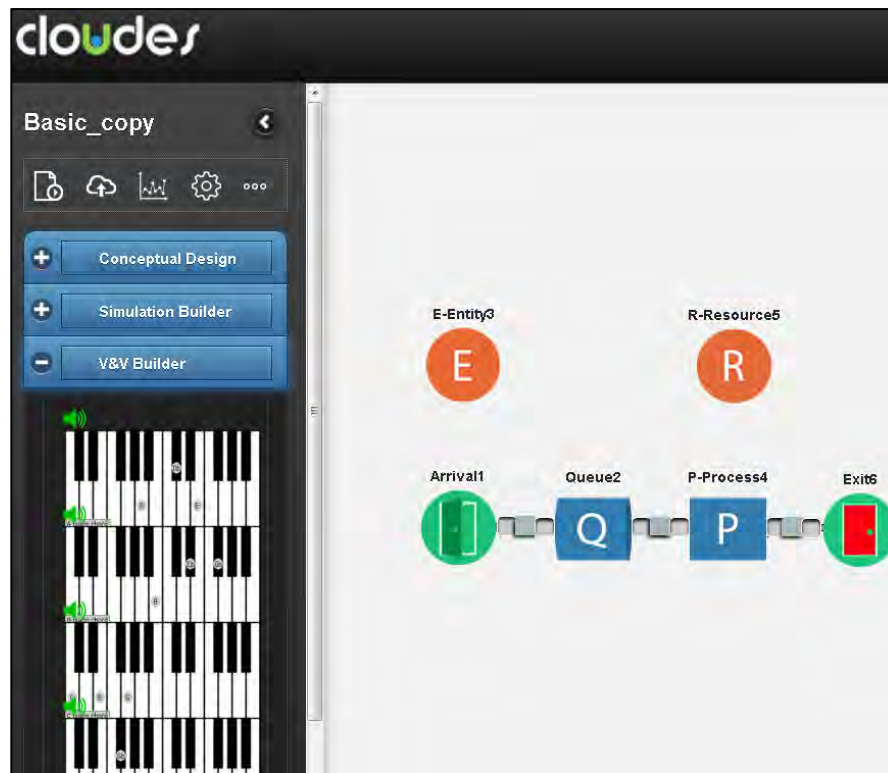 cloudes
Basic_copy
Conceptual Design
Simulation Builder
V&V Builder
E-Entity3
R-Resource5
E
R
Arrival1
Queue2
P-Process4
Exit6
Q
P